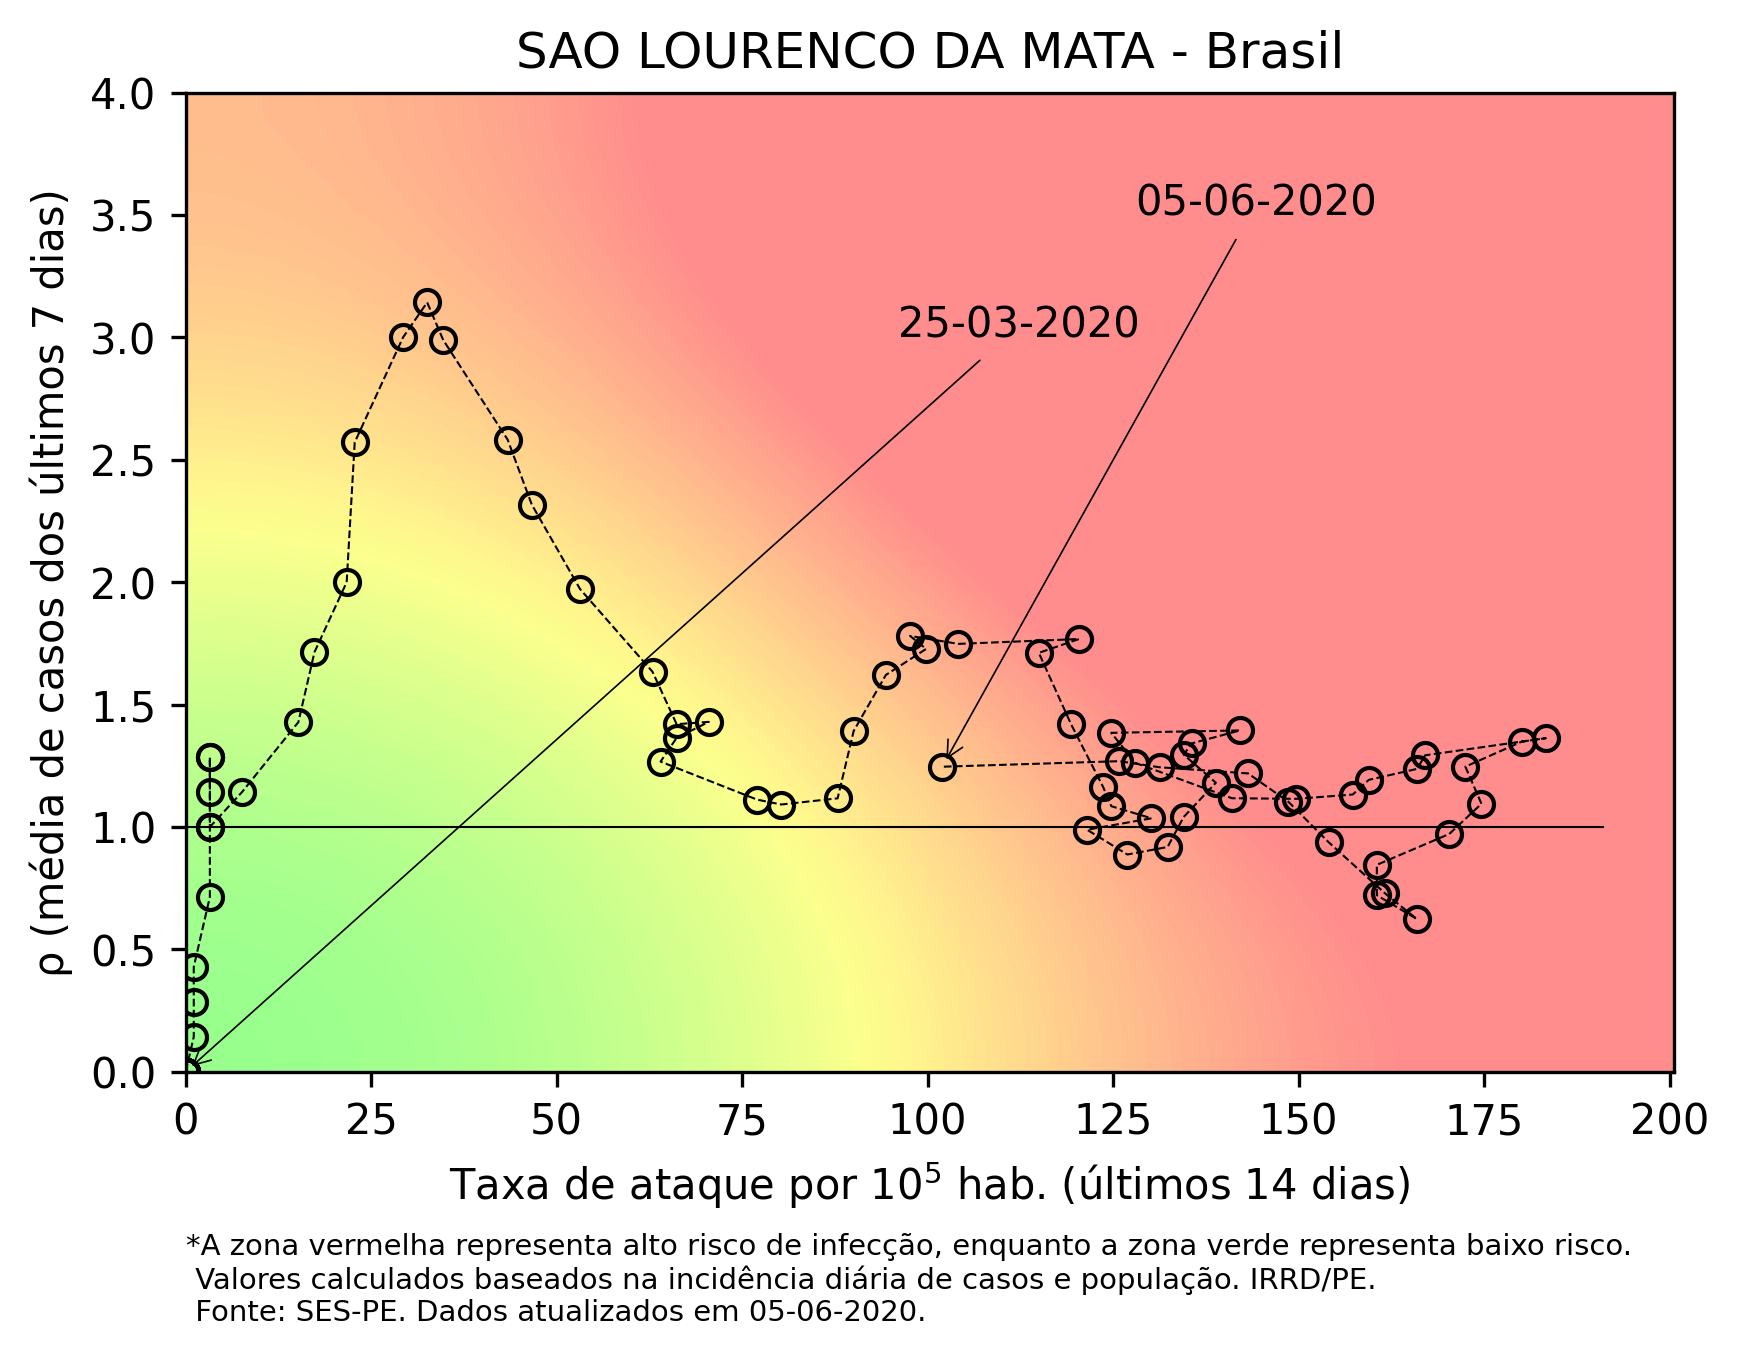 SAO LOURENCO DA MATA - Brasil
4.0
3.5
3.0
2.5
2.0
1.5
1.0
0.5
0.0
ρ (média de casos dos últimos 7 dias)
05-06-2020
25-03-2020
0 25 50 75 100 125 150 175 200
Taxa de ataque por 10⁵ hab. (últimos 14 dias)
*A zona vermelha representa alto risco de infecção, enquanto a zona verde representa baixo risco.
Valores calculados baseados na incidência diária de casos e população. IRRD/PE.
Fonte: SES-PE. Dados atualizados em 05-06-2020.